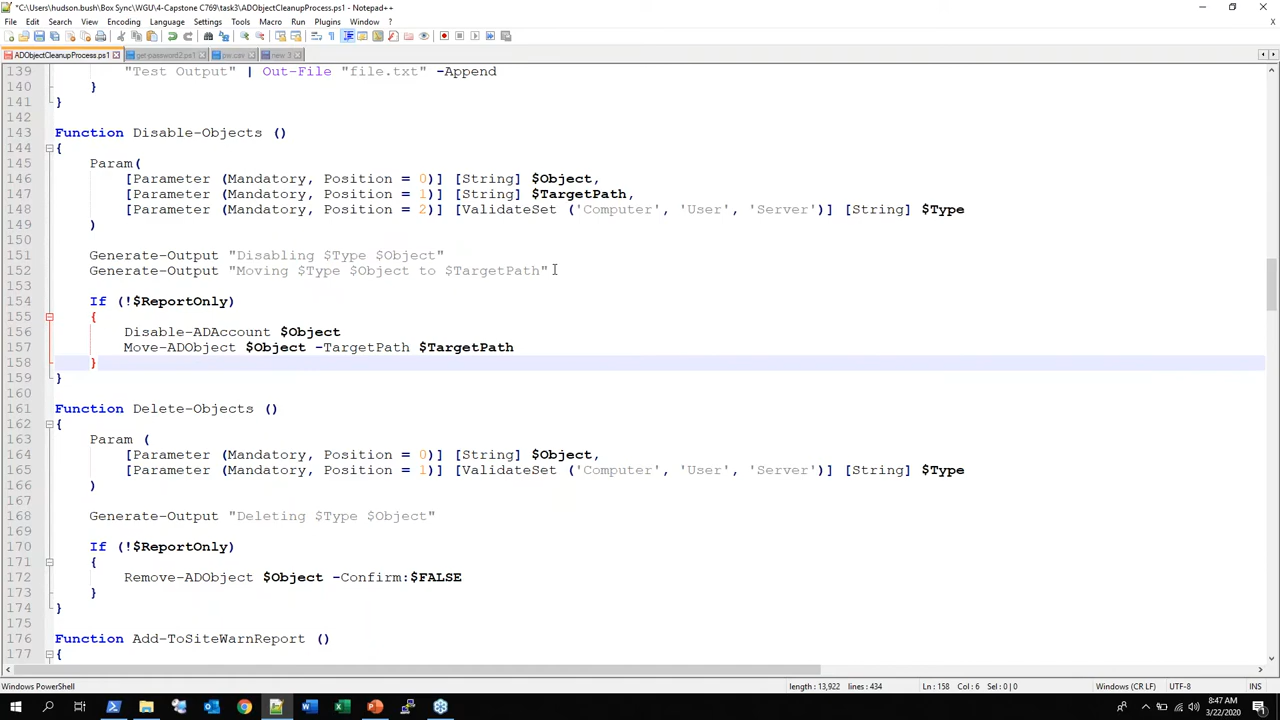 *C:\Users\hudson.bush\Box Sync\WGU\4-Capstone C769\task3\ADObjectCleanupProcess.ps1 - Notepad++
File Edit Search View Encoding Language Settings Tools Macro Run Plugins Window ?
ADObjectCleanupProcess.ps1 get-password2.ps1 pw.csv new 3
139 "Test Output" | Out-File "file.txt" -Append
140 }
141 }
142
143 Function Disable-Objects ()
144 {
145 Param(
146 [Parameter (Mandatory, Position = 0)] [String] $Object,
147 [Parameter (Mandatory, Position = 1)] [String] $TargetPath,
148 [Parameter (Mandatory, Position = 2)] [ValidateSet ('Computer', 'User', 'Server')] [String] $Type
149 )
150
151 Generate-Output "Disabling $Type $Object"
152 Generate-Output "Moving $Type $Object to $TargetPath"
153
154 If (!$ReportOnly)
155 {
156 Disable-ADAccount $Object
157 Move-ADObject $Object -TargetPath $TargetPath
158 }
159 }
160
161 Function Delete-Objects ()
162 {
163 Param (
164 [Parameter (Mandatory, Position = 0)] [String] $Object,
165 [Parameter (Mandatory, Position = 1)] [ValidateSet ('Computer', 'User', 'Server')] [String] $Type
166 )
167
168 Generate-Output "Deleting $Type $Object"
169
170 If (!$ReportOnly)
171 {
172 Remove-ADObject $Object -Confirm:$FALSE
173 }
174 }
175
176 Function Add-ToSiteWarnReport ()
177 {
Windows PowerShell length : 13,922 lines : 434 Ln : 158 Col : 6 Sel : 0 | 0 Windows (CR LF) UTF-8 INS
8:47 AM
3/22/2020